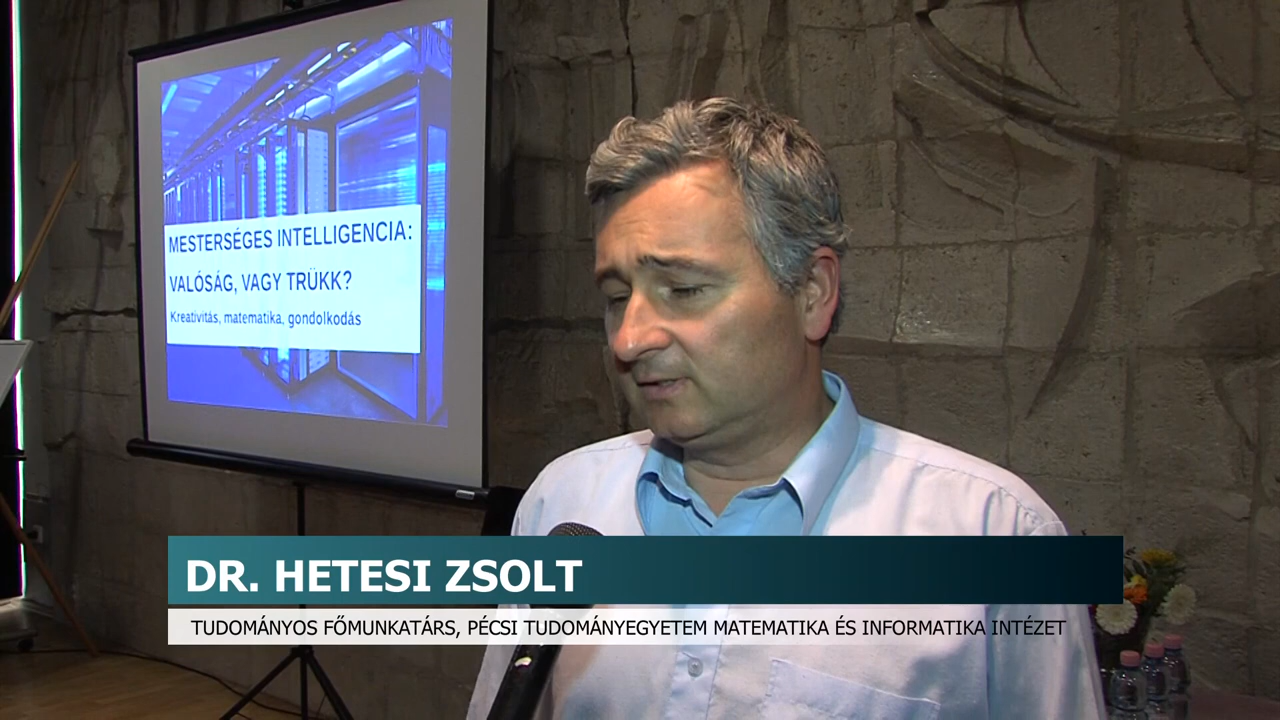 MESTERSÉGES INTELLIGENCIA:
VALÓSÁG, VAGY TRÜKK?
Kreativitás, matematika, gondolkodás
DR. HETESI ZSOLT
TUDOMÁNYOS FŐMUNKATÁRS, PÉCSI TUDOMÁNYEGYETEM MATEMATIKA ÉS INFORMATIKA INTÉZET